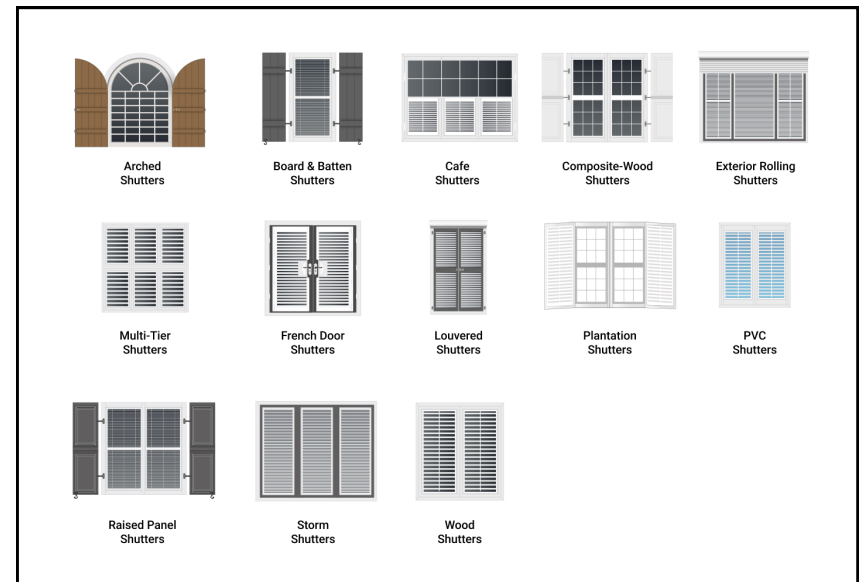 Arched
Shutters
Board & Batten
Shutters
Cafe
Shutters
Composite-Wood
Shutters
Exterior Rolling
Shutters
Multi-Tier
Shutters
French Door
Shutters
Louvered
Shutters
Plantation
Shutters
PVC
Shutters
Raised Panel
Shutters
Storm
Shutters
Wood
Shutters